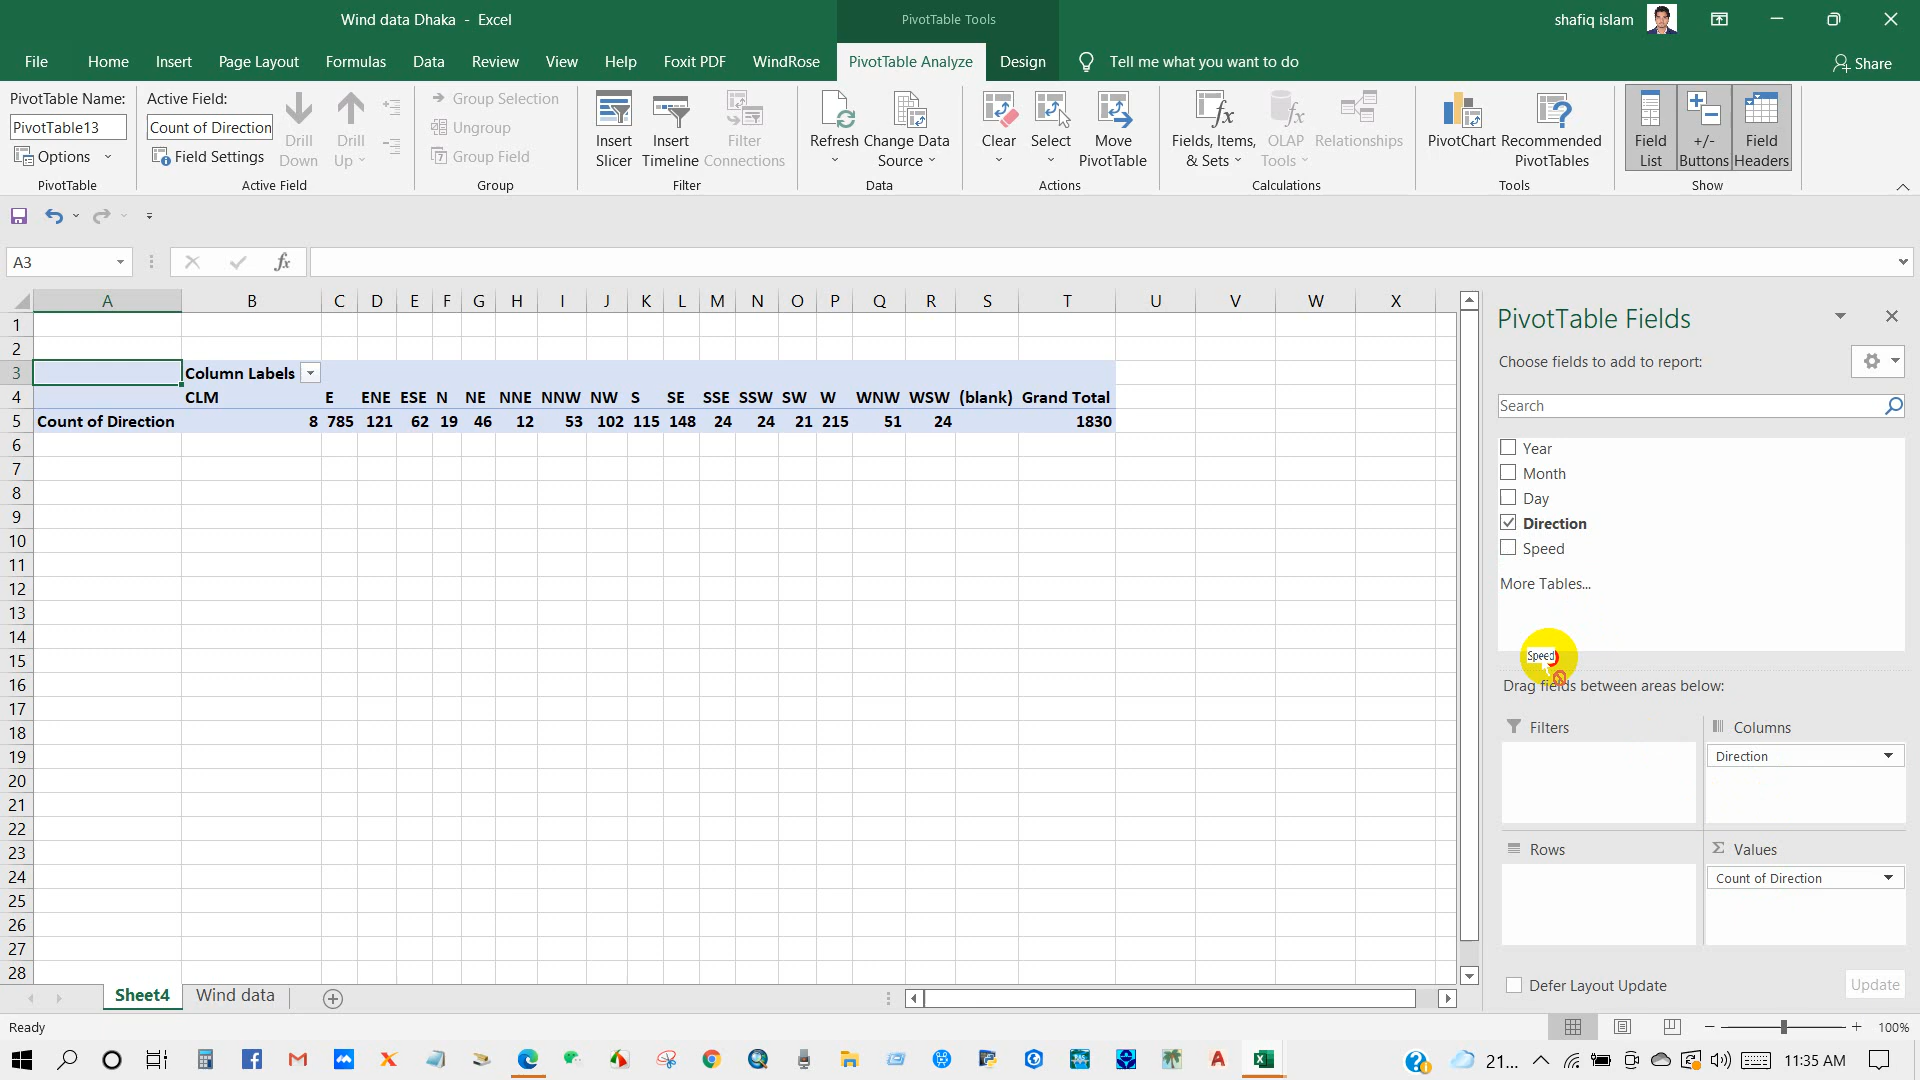 Wind data Dhaka - Excel
PivotTable Tools
shafiq islam
File Home Insert Page Layout Formulas Data Review View Help Foxit PDF WindRose PivotTable Analyze Design Tell me what you want to do Share
PivotTable Name:
PivotTable13
Options
PivotTable
Active Field:
Count of Direction
Field Settings
Drill Down
Drill Up
Active Field
Group Selection
Ungroup
Group Field
Group
Insert Slicer
Insert Timeline
Filter Connections
Filter
Refresh
Change Data Source
Data
Clear
Select
Move PivotTable
Actions
Fields, Items, & Sets
OLAP Tools
Relationships
Calculations
PivotChart
Recommended PivotTables
Tools
Field List
+/- Buttons
Field Headers
Show
A3
fx
A B C D E F G H I J K L M N O P Q R S T U V W X
1
2
3 Column Labels
4 CLM E ENE ESE N NE NNE NNW NW S SE SSE SSW SW W WNW WSW (blank) Grand Total
5 Count of Direction 8 785 121 62 19 46 12 53 102 115 148 24 24 21 215 51 24 1830
6
7
8
9
10
11
12
13
14
15
16
17
18
19
20
21
22
23
24
25
26
27
28
PivotTable Fields
Choose fields to add to report:
Search
Year
Month
Day
Direction
Speed
More Tables...
Speed
Drag fields between areas below:
Filters
Columns
Direction
Rows
Values
Count of Direction
Defer Layout Update
Update
Sheet4
Wind data
Ready
100%
21...
11:35 AM